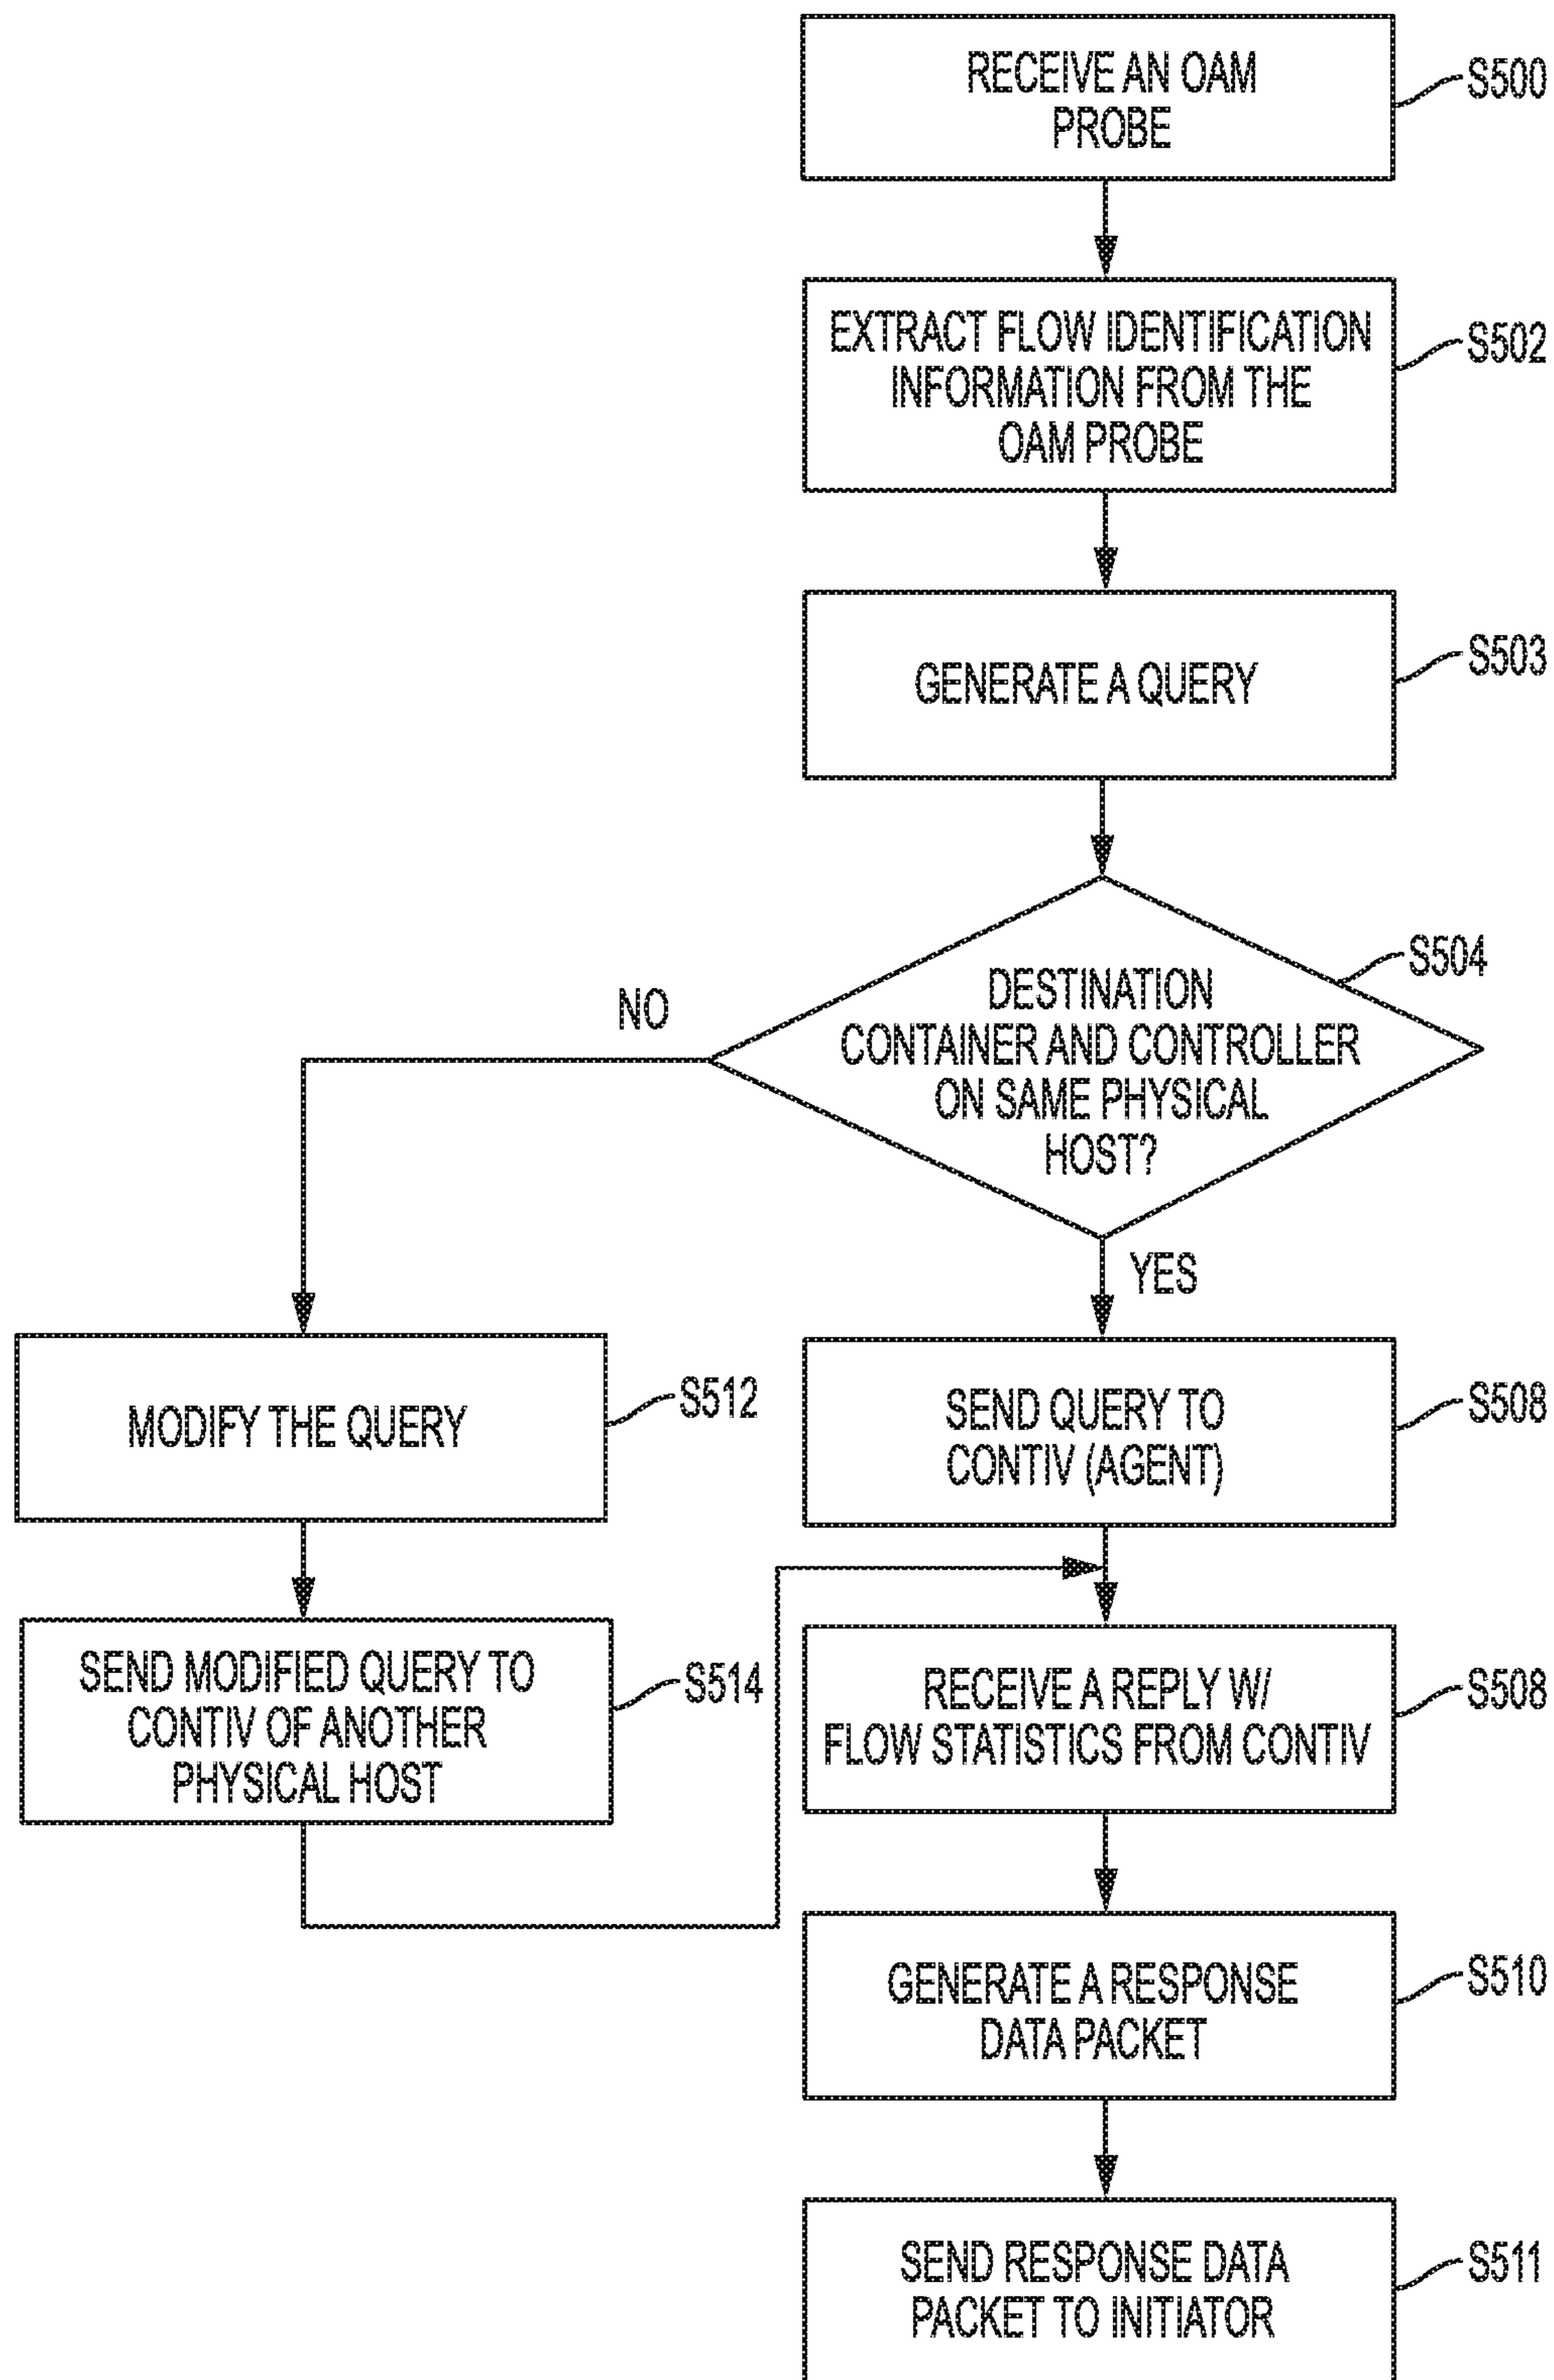 RECEIVE AN OAM
PROBE
S500
EXTRACT FLOW IDENTIFICATION
INFORMATION FROM THE
OAM PROBE
S502
GENERATE A QUERY
S503
DESTINATION
CONTAINER AND CONTROLLER
ON SAME PHYSICAL
HOST?
S504
NO
YES
MODIFY THE QUERY
S512
SEND QUERY TO
CONTIV (AGENT)
S508
SEND MODIFIED QUERY TO
CONTIV OF ANOTHER
PHYSICAL HOST
S514
RECEIVE A REPLY W/
FLOW STATISTICS FROM CONTIV
S508
GENERATE A RESPONSE
DATA PACKET
S510
SEND RESPONSE DATA
PACKET TO INITIATOR
S511